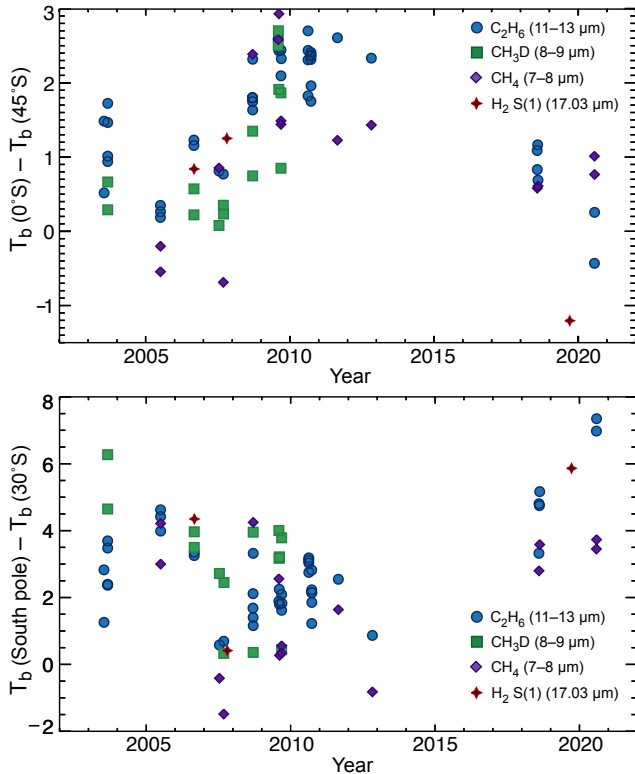 3
2
1
0
−1
T_b (0˚S) − T_b (45˚S)
C₂H₆ (11–13 µm)
CH₃D (8–9 µm)
CH₄ (7–8 µm)
H₂ S(1) (17.03 µm)
2005 2010 2015 2020
Year
8
6
4
2
0
−2
T_b (South pole) − T_b (30˚S)
C₂H₆ (11–13 µm)
CH₃D (8–9 µm)
CH₄ (7–8 µm)
H₂ S(1) (17.03 µm)
2005 2010 2015 2020
Year